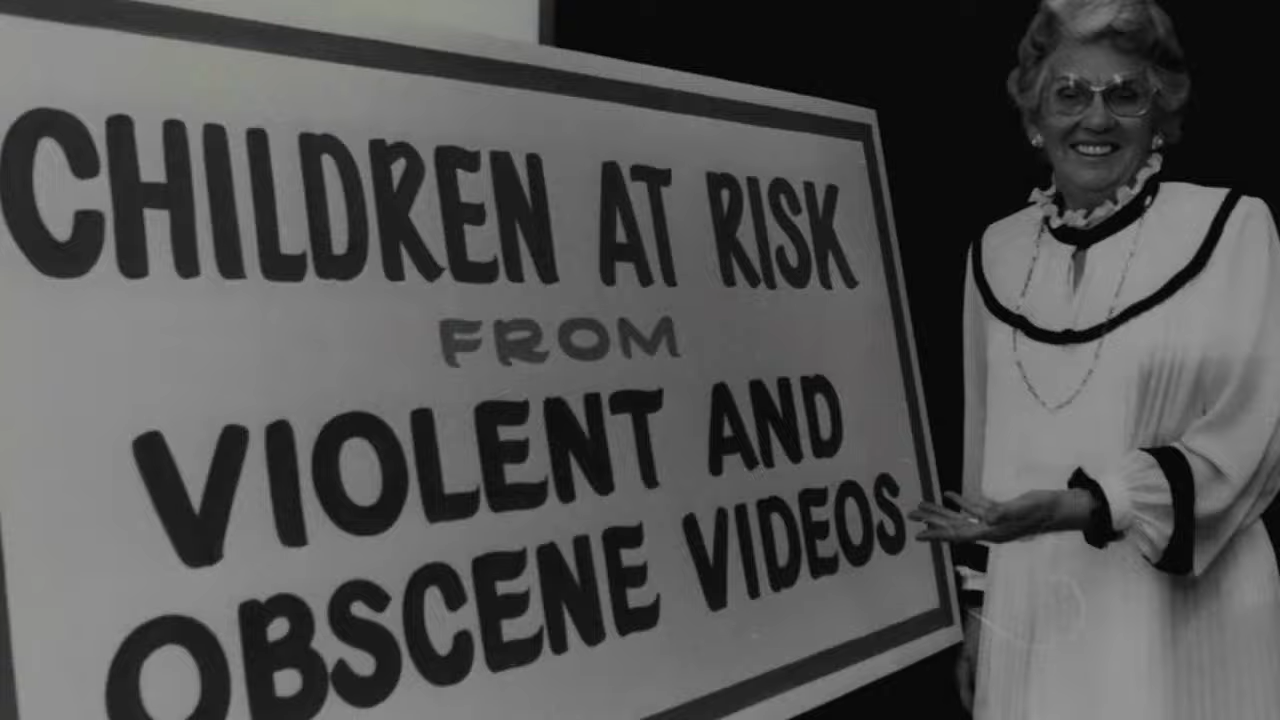 CHILDREN AT RISK
FROM
VIOLENT AND
OBSCENE VIDEOS